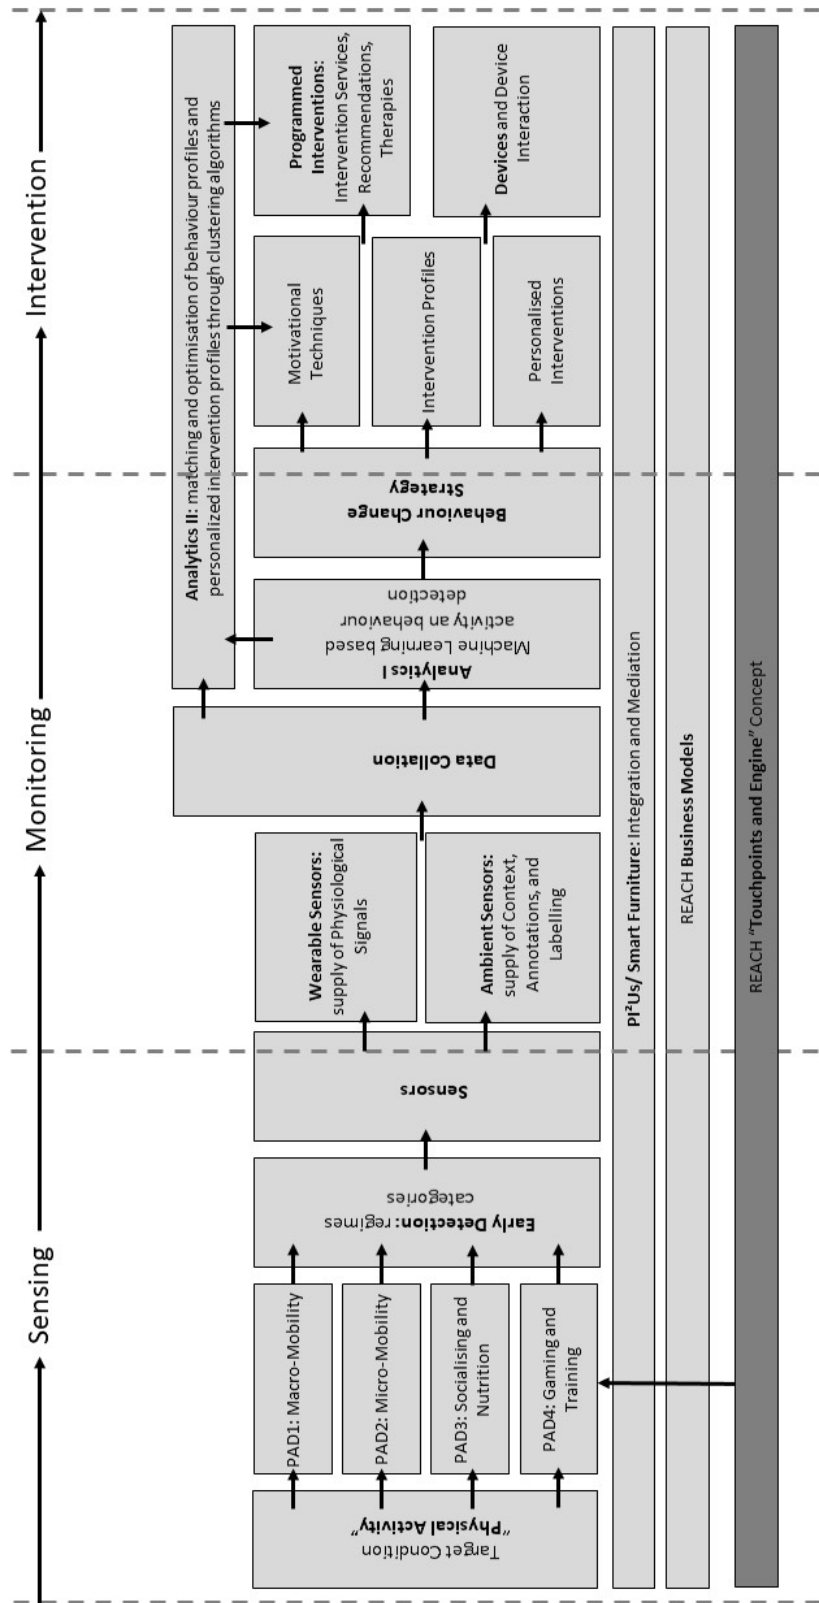 Sensing
Monitoring
Intervention
Target Condition
“Physical Activity”
PAD1: Macro-Mobility
PAD2: Micro-Mobility
PAD3: Socialising and
Nutrition
PAD4: Gaming and
Training
Early Detection: regimes
categories
Sensors
Wearable Sensors:
supply of Physiological
Signals
Ambient Sensors:
supply of Context,
Annotations, and
Labelling
Data Collation
Analytics I
Machine Learning based
activity an behaviour
detection
Analytics II: matching and optimisation of behaviour profiles and
personalized intervention profiles through clustering algorithms
Behaviour Change
Strategy
Motivational
Techniques
Intervention Profiles
Personalised
Interventions
Programmed
Interventions:
Intervention Services,
Recommendations,
Therapies
Devices and Device
Interaction
PI²Us/ Smart Furniture: Integration and Mediation
REACH Business Models
REACH “Touchpoints and Engine” Concept